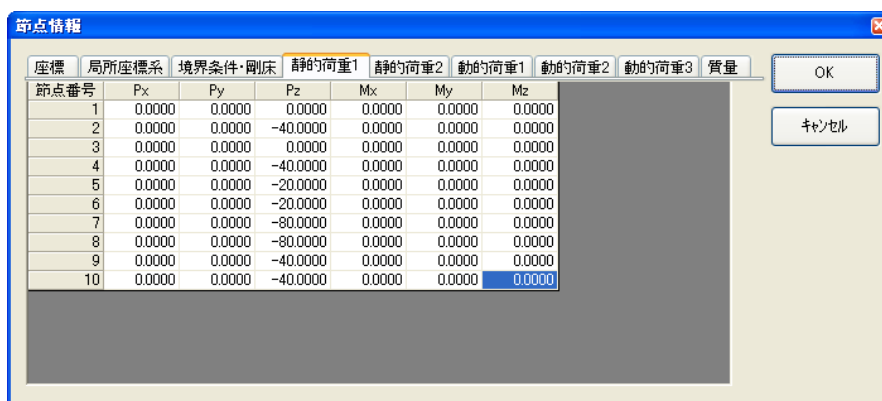 節点情報
座標 局所座標系 境界条件・剛床 静的荷重1 静的荷重2 動的荷重1 動的荷重2 動的荷重3 質量
OK
キャンセル
節点番号 Px Py Pz Mx My Mz
1 0.0000 0.0000 0.0000 0.0000 0.0000 0.0000
2 0.0000 0.0000 -40.0000 0.0000 0.0000 0.0000
3 0.0000 0.0000 0.0000 0.0000 0.0000 0.0000
4 0.0000 0.0000 -40.0000 0.0000 0.0000 0.0000
5 0.0000 0.0000 -20.0000 0.0000 0.0000 0.0000
6 0.0000 0.0000 -20.0000 0.0000 0.0000 0.0000
7 0.0000 0.0000 -80.0000 0.0000 0.0000 0.0000
8 0.0000 0.0000 -80.0000 0.0000 0.0000 0.0000
9 0.0000 0.0000 -40.0000 0.0000 0.0000 0.0000
10 0.0000 0.0000 -40.0000 0.0000 0.0000 0.0000